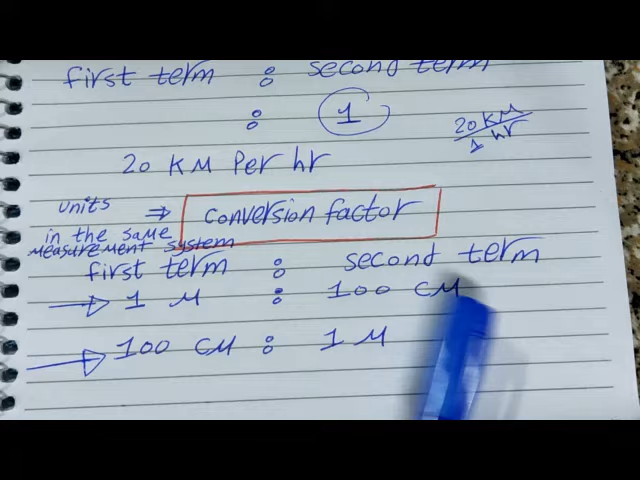 first term : second term
: 1
20 KM
1 hr
20 KM Per hr
units
in the same
measurement system
⇒ conversion factor
first term : second term
→ 1 M : 100 CM
→ 100 CM : 1 M